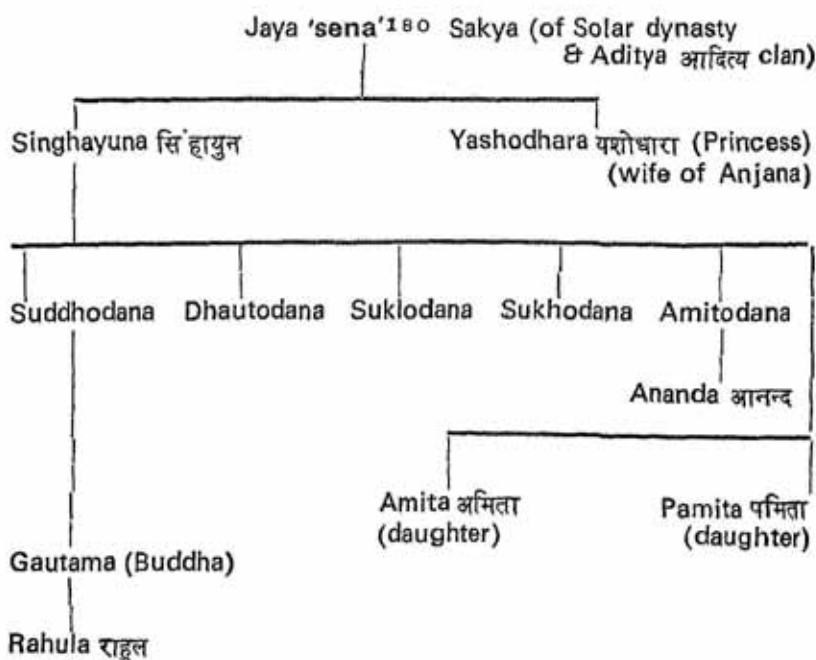 Jaya 'sena'¹⁸⁰ Sakya (of Solar dynasty
& Aditya आदित्य clan)
Singhayuna सिंहायुन
Yashodhara यशोधारा (Princess)
(wife of Anjana)
Suddhodana Dhautodana Suklodana Sukhodana Amitodana
Ananda आनन्द
Amita अमिता
(daughter)
Pamita पमिता
(daughter)
Gautama (Buddha)
Rahula राहुल